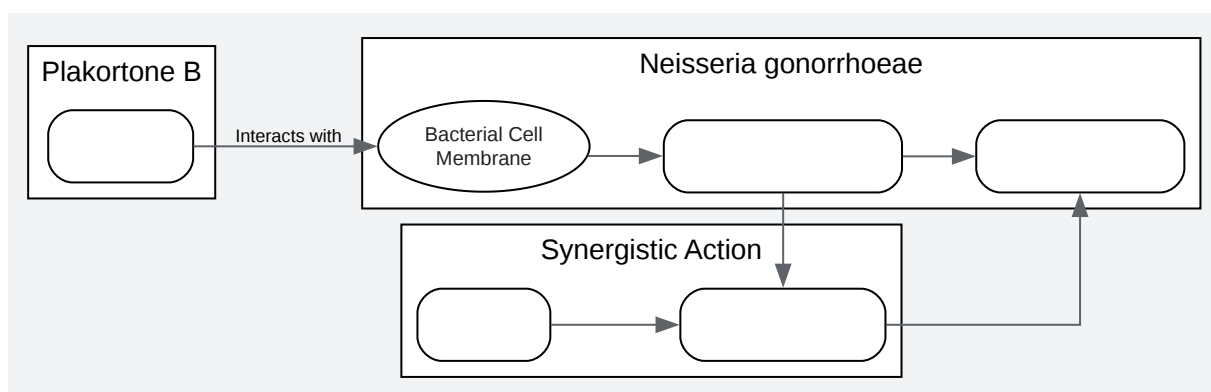 Plakortone B
Neisseria gonorrhoeae
Interacts with
Bacterial Cell
Membrane
Synergistic Action